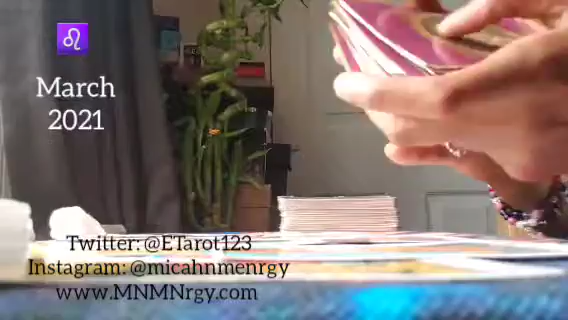 ♌
March
2021
Twitter: @ETarot123
Instagram: @micahnmenrgy
www.MNMNrgy.com